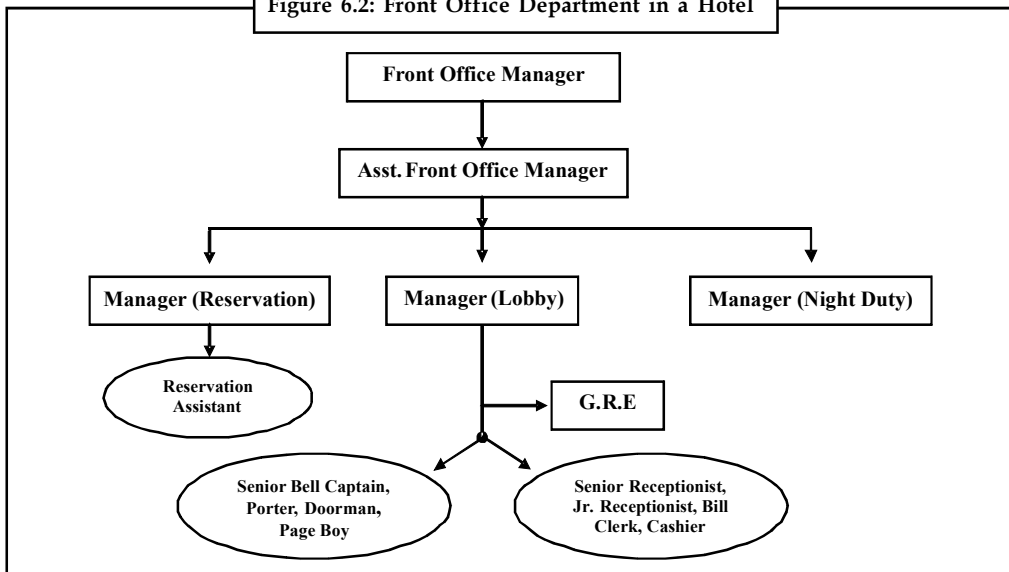 Figure 6.2: Front Office Department in a Hotel
Front Office Manager
Asst. Front Office Manager
Manager (Reservation)
Manager (Lobby)
Manager (Night Duty)
Reservation
Assistant
G.R.E
Senior Bell Captain,
Porter, Doorman,
Page Boy
Senior Receptionist,
Jr. Receptionist, Bill
Clerk, Cashier